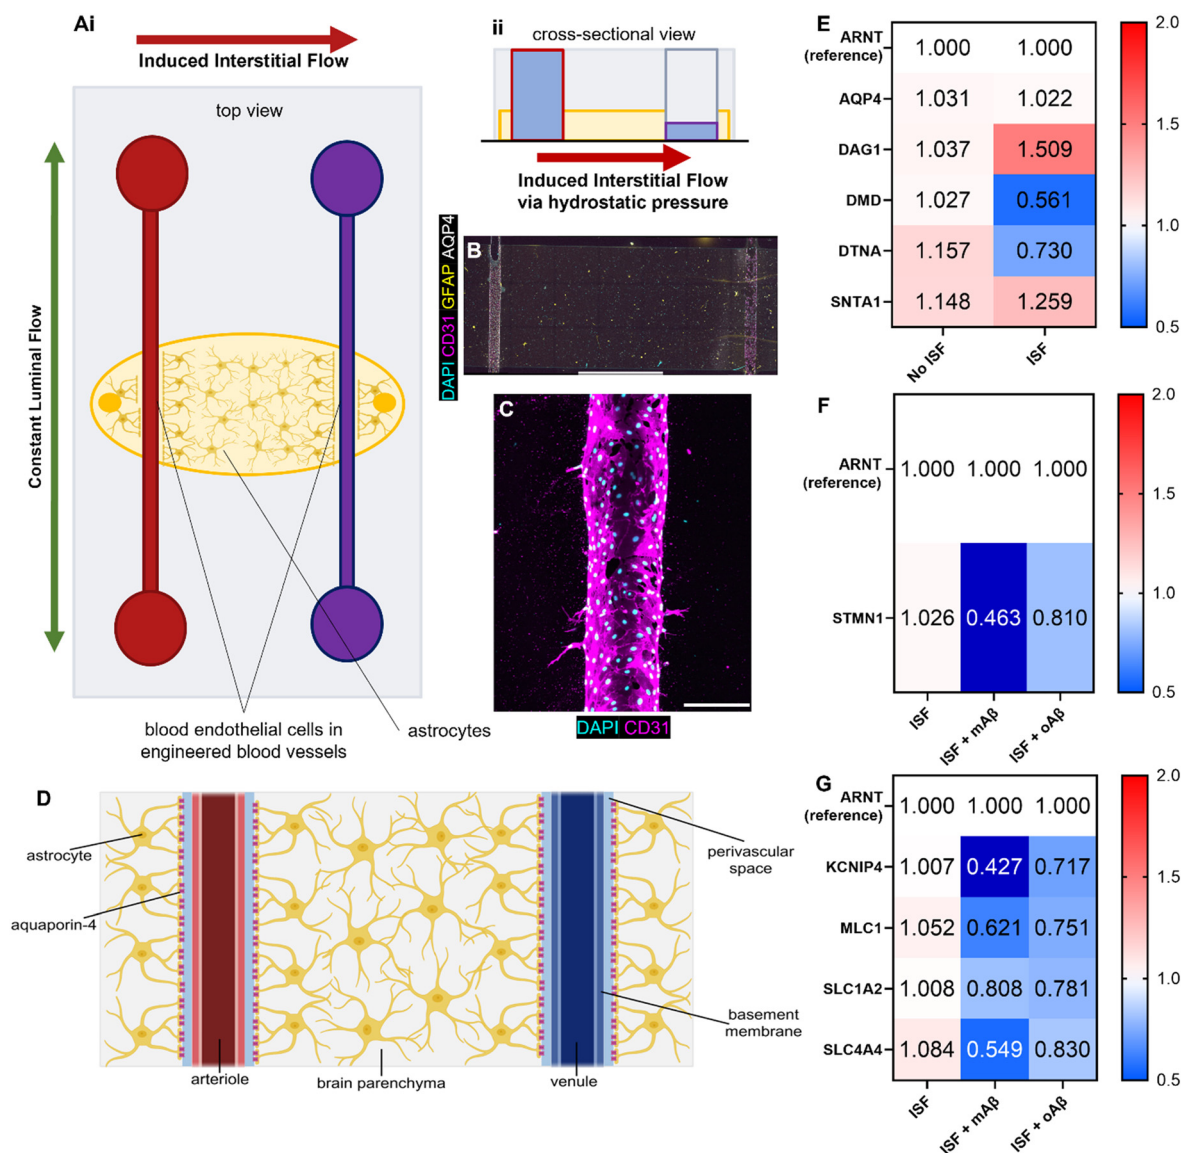 Ai
Induced Interstitial Flow
top view
Constant Luminal Flow
blood endothelial cells in
engineered blood vessels
astrocytes
ii
cross-sectional view
Induced Interstitial Flow
via hydrostatic pressure
B
DAPI CD31 GFAP AQP4
C
DAPI CD31
D
astrocyte
aquaporin-4
arteriole
brain parenchyma
venule
perivascular
space
basement
membrane
E
ARNT
(reference)
1.000 1.000
AQP4 1.031 1.022
DAG1 1.037 1.509
DMD 1.027 0.561
DTNA 1.157 0.730
SNTA1 1.148 1.259
No ISF ISF
2.0
1.5
1.0
0.5
F
ARNT
(reference)
1.000 1.000 1.000
STMN1 1.026 0.463 0.810
ISF ISF + mAβ ISF + oAβ
2.0
1.5
1.0
0.5
G
ARNT
(reference)
1.000 1.000 1.000
KCNIP4 1.007 0.427 0.717
MLC1 1.052 0.621 0.751
SLC1A2 1.008 0.808 0.781
SLC4A4 1.084 0.549 0.830
ISF ISF + mAβ ISF + oAβ
2.0
1.5
1.0
0.5